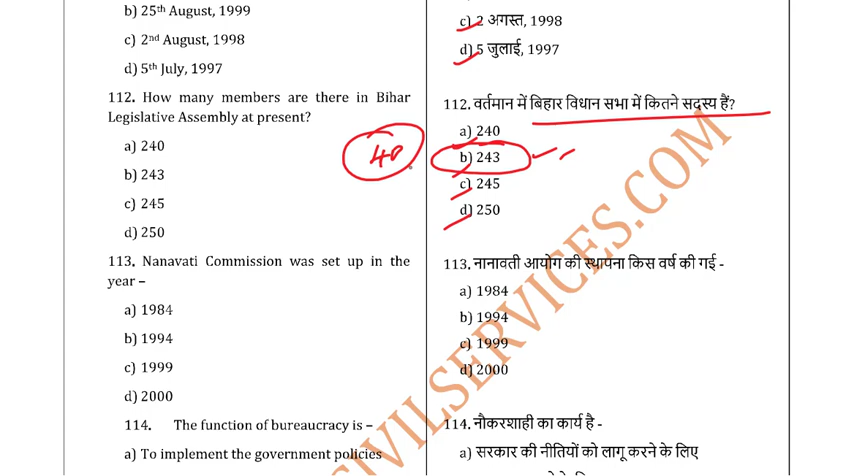 b) 25th August, 1999
c) 2nd August, 1998
d) 5th July, 1997
112. How many members are there in Bihar
Legislative Assembly at present?
a) 240
b) 243
c) 245
d) 250
113. Nanavati Commission was set up in the
year –
a) 1984
b) 1994
c) 1999
d) 2000
114. The function of bureaucracy is –
a) To implement the government policies
40
c) 2 अगस्त, 1998
d) 5 जुलाई, 1997
112. वर्तमान में बिहार विधान सभा में कितने सदस्य हैं?
a) 240
b) 243
c) 245
d) 250
113. नानावती आयोग की स्थापना किस वर्ष की गई -
a) 1984
b) 1994
c) 1999
d) 2000
114. नौकरशाही का कार्य है -
a) सरकार की नीतियों को लागू करने के लिए
CIVILSERVICES.COM